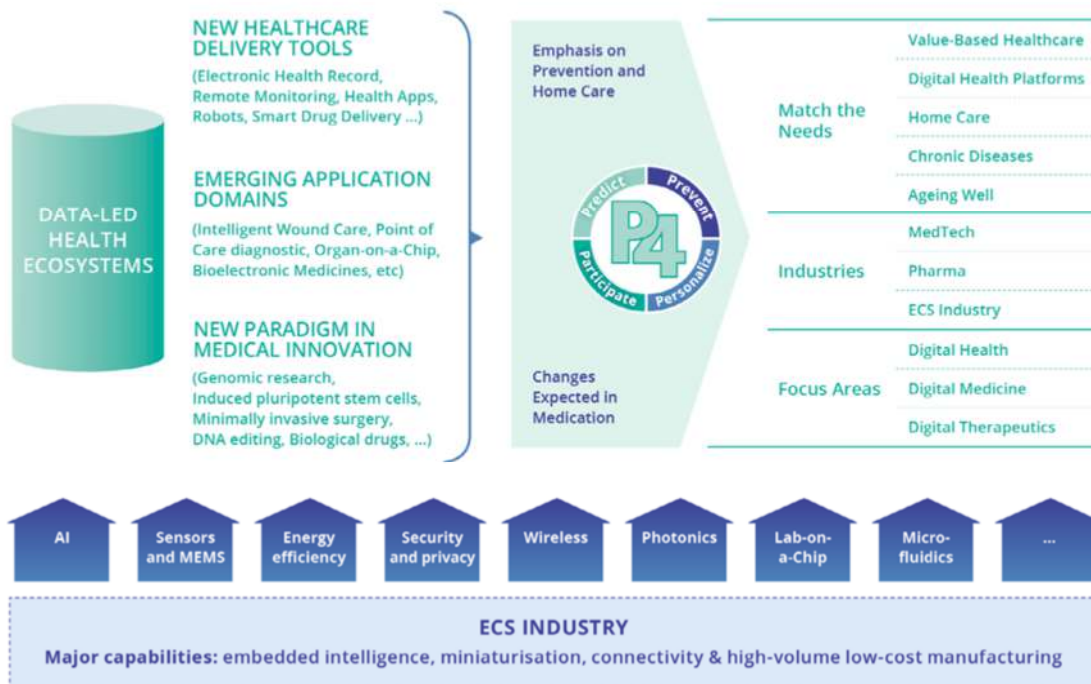 DATA-LED
HEALTH
ECOSYSTEMS
NEW HEALTHCARE
DELIVERY TOOLS
(Electronic Health Record,
Remote Monitoring, Health Apps,
Robots, Smart Drug Delivery ...)
EMERGING APPLICATION
DOMAINS
(Intelligent Wound Care, Point of
Care diagnostic, Organ-on-a-Chip,
Bioelectronic Medicines, etc)
NEW PARADIGM IN
MEDICAL INNOVATION
(Genomic research,
Induced pluripotent stem cells,
Minimally invasive surgery,
DNA editing, Biological drugs, ...)
Emphasis on
Prevention and
Home Care
Predict
Prevent
P4
Participate
Personalize
Changes
Expected in
Medication
Match the
Needs
Value-Based Healthcare
Digital Health Platforms
Home Care
Chronic Diseases
Ageing Well
Industries
MedTech
Pharma
ECS Industry
Focus Areas
Digital Health
Digital Medicine
Digital Therapeutics
AI
Sensors
and MEMS
Energy
efficiency
Security
and privacy
Wireless
Photonics
Lab-on-
a-Chip
Micro-
fluidics
...
ECS INDUSTRY
Major capabilities: embedded intelligence, miniaturisation, connectivity & high-volume low-cost manufacturing